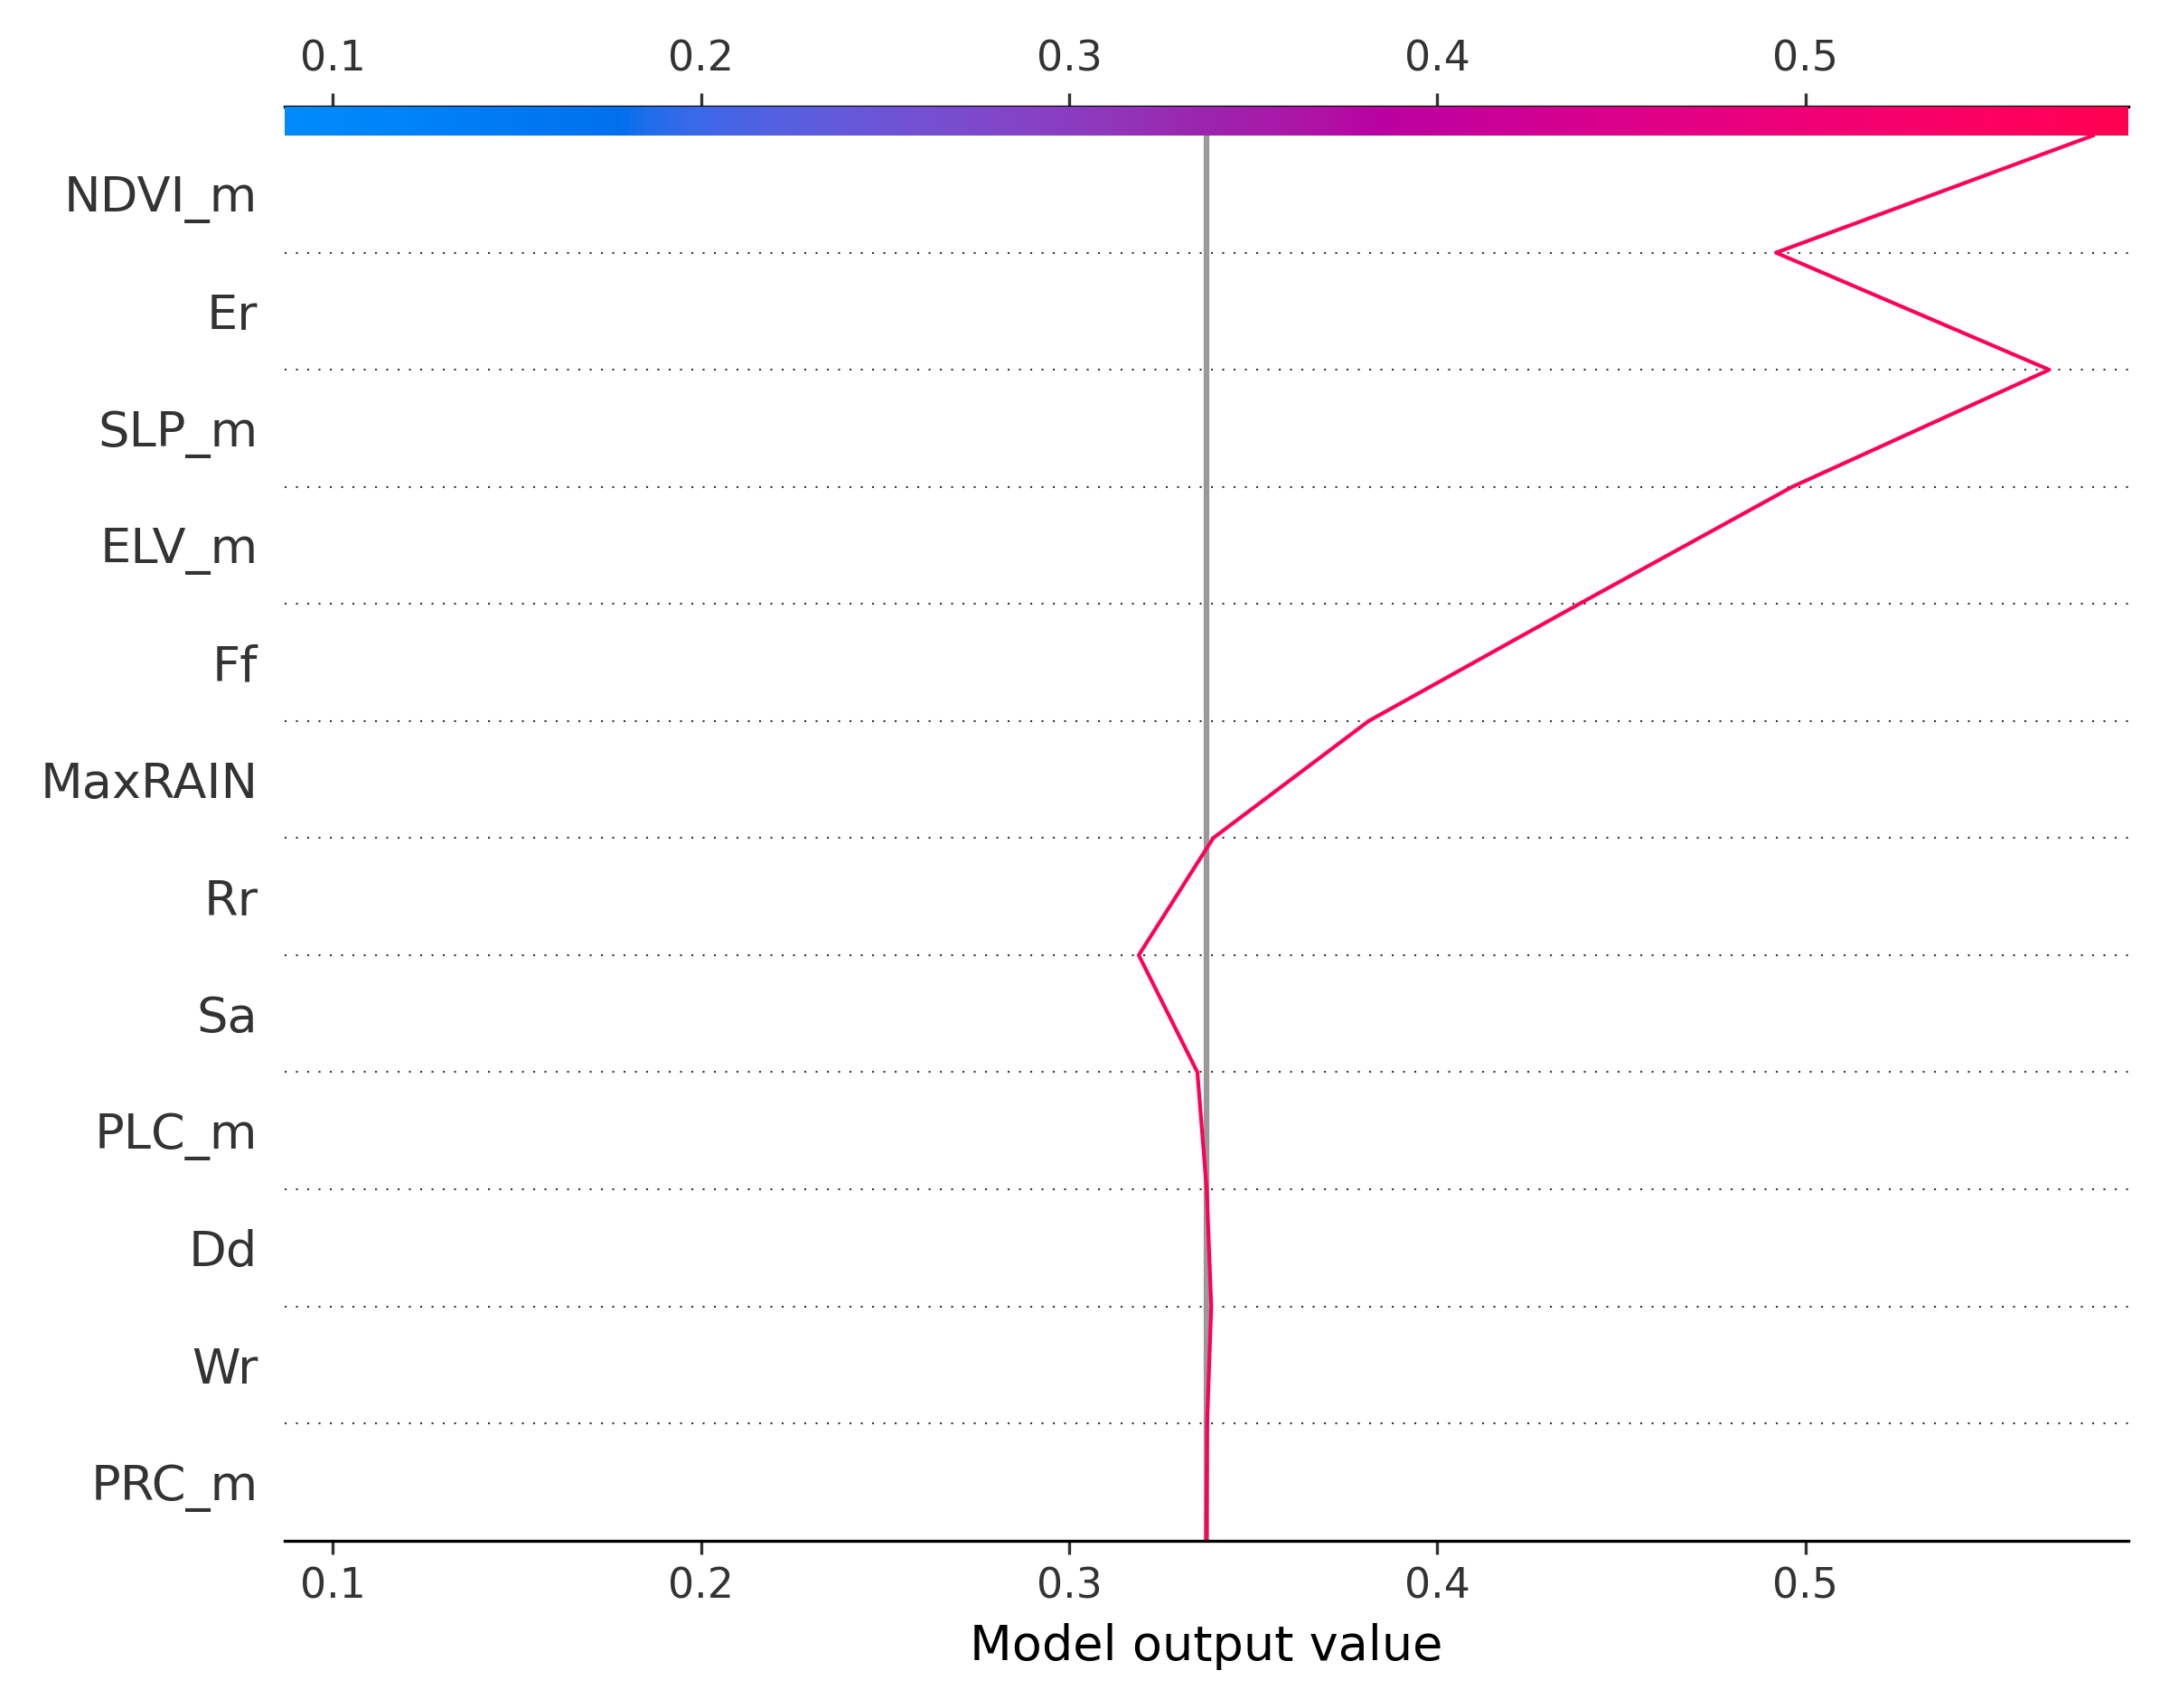 0.1 0.2 0.3 0.4 0.5
NDVI_m
Er
SLP_m
ELV_m
Ff
MaxRAIN
Rr
Sa
PLC_m
Dd
Wr
PRC_m
0.1 0.2 0.3 0.4 0.5
Model output value